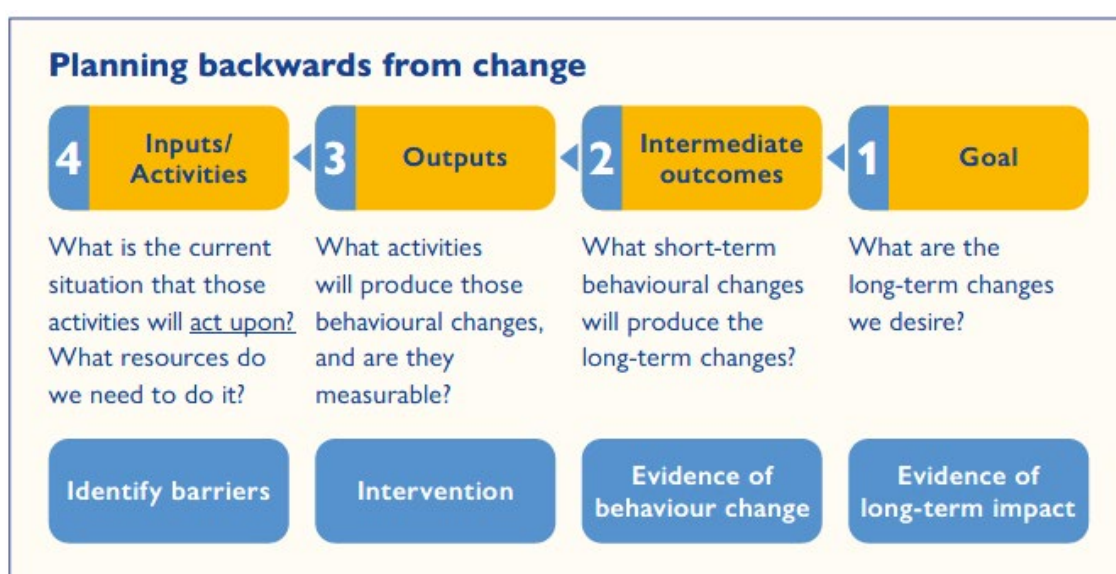 Planning backwards from change
4
Inputs/
Activities
3
Outputs
2
Intermediate
outcomes
1
Goal
What is the current
situation that those
activities will act upon?
What resources do
we need to do it?
What activities
will produce those
behavioural changes,
and are they
measurable?
What short-term
behavioural changes
will produce the
long-term changes?
What are the
long-term changes
we desire?
Identify barriers
Intervention
Evidence of
behaviour change
Evidence of
long-term impact